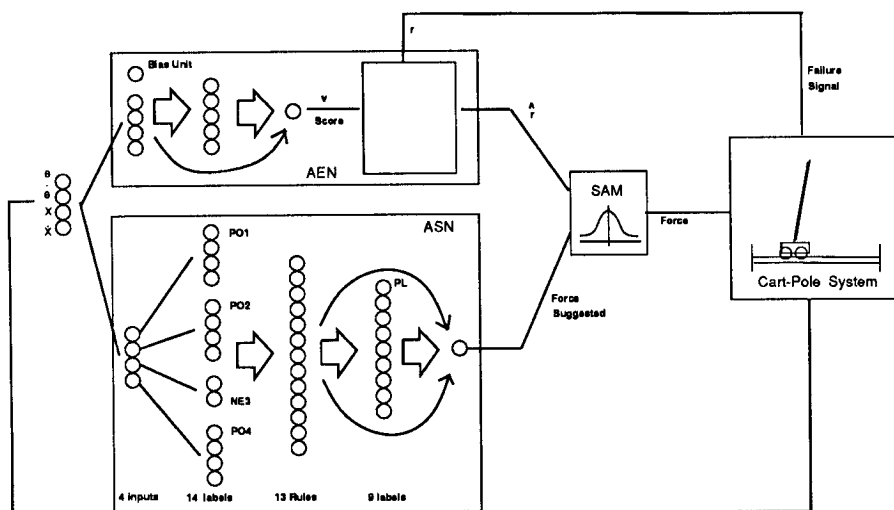 r
Bias Unit
v
Score
AEN
Failure
Signal
^
r
θ
θ̇
X
Ẋ
SAM
Force
Cart-Pole System
PO1
ASN
PO2
PL
Force
Suggested
NE3
PO4
4 inputs
14 labels
13 Rules
9 labels